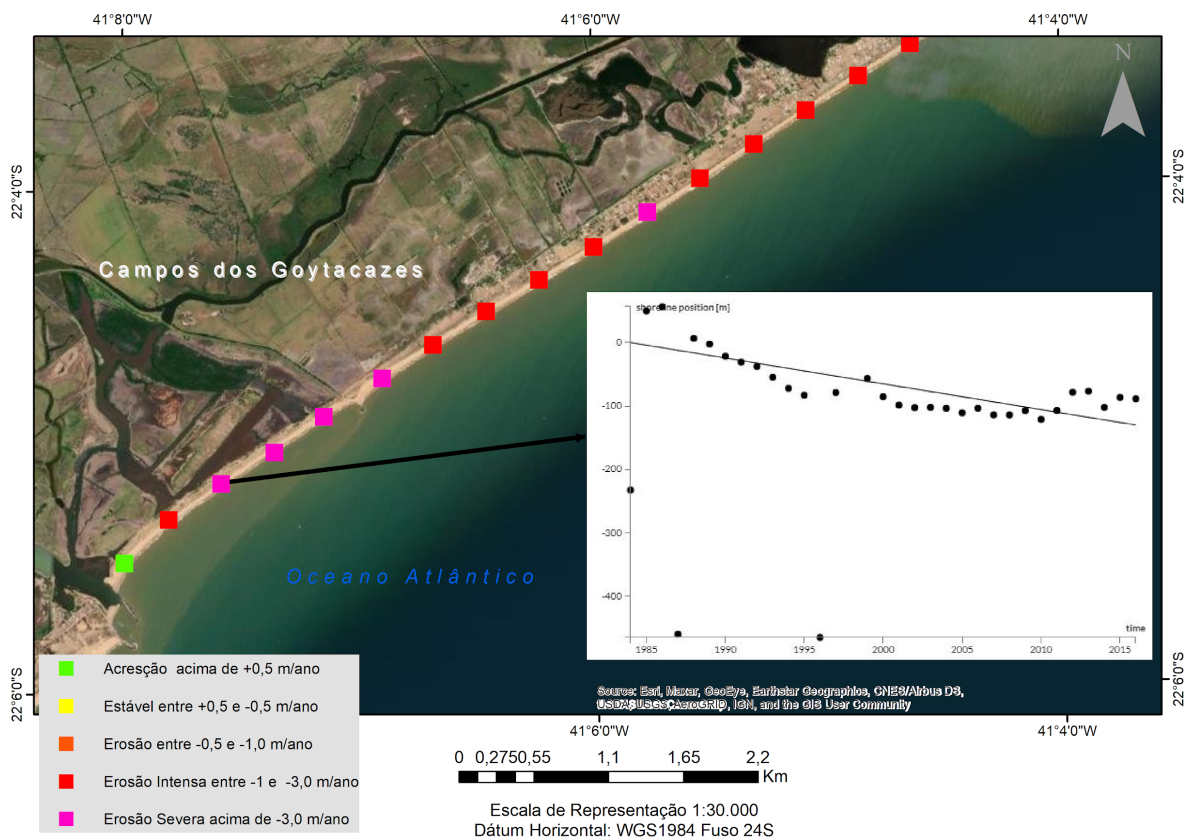 41°8'0"W 41°6'0"W 41°4'0"W
N
22°4'0"S 22°4'0"S
Campos dos Goytacazes
shoreline position [m]
0
-100
-200
-300
-400
time
1985 1990 1995 2000 2005 2010 2015
Oceano Atlântico
22°6'0"S 22°6'0"S
Source: Esri, Maxar, GeoEye, Earthstar Geographics, CNES/Airbus DS,
USDA, USGS, AeroGRID, IGN, and the GIS User Community
Acresção acima de +0,5 m/ano
Estável entre +0,5 e -0,5 m/ano
Erosão entre -0,5 e -1,0 m/ano
Erosão Intensa entre -1 e -3,0 m/ano
Erosão Severa acima de -3,0 m/ano
41°6'0"W 41°4'0"W
0 0,275 0,55 1,1 1,65 2,2
Km
Escala de Representação 1:30.000
Dátum Horizontal: WGS1984 Fuso 24S